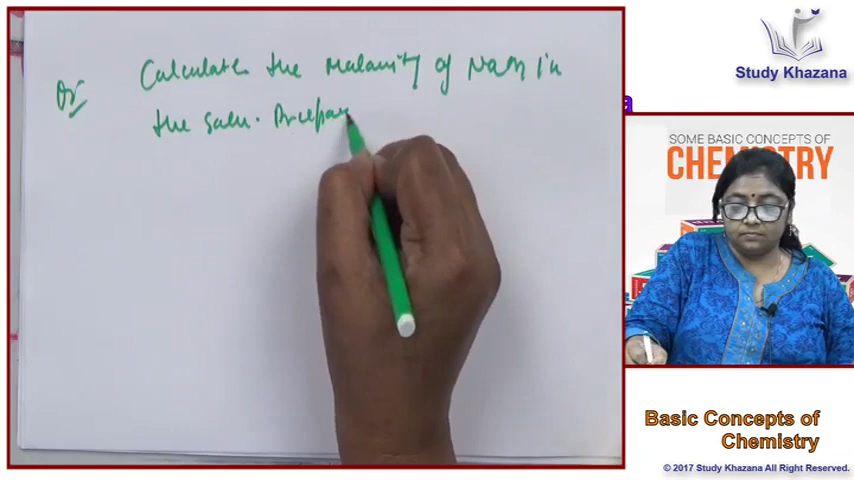 Study Khazana
Qs
Calculate the Molarity of NaOH in
the Soln. Prepar
SOME BASIC CONCEPTS OF
CHEMISTRY
Basic Concepts of
Chemistry
© 2017 Study Khazana All Right Reserved.